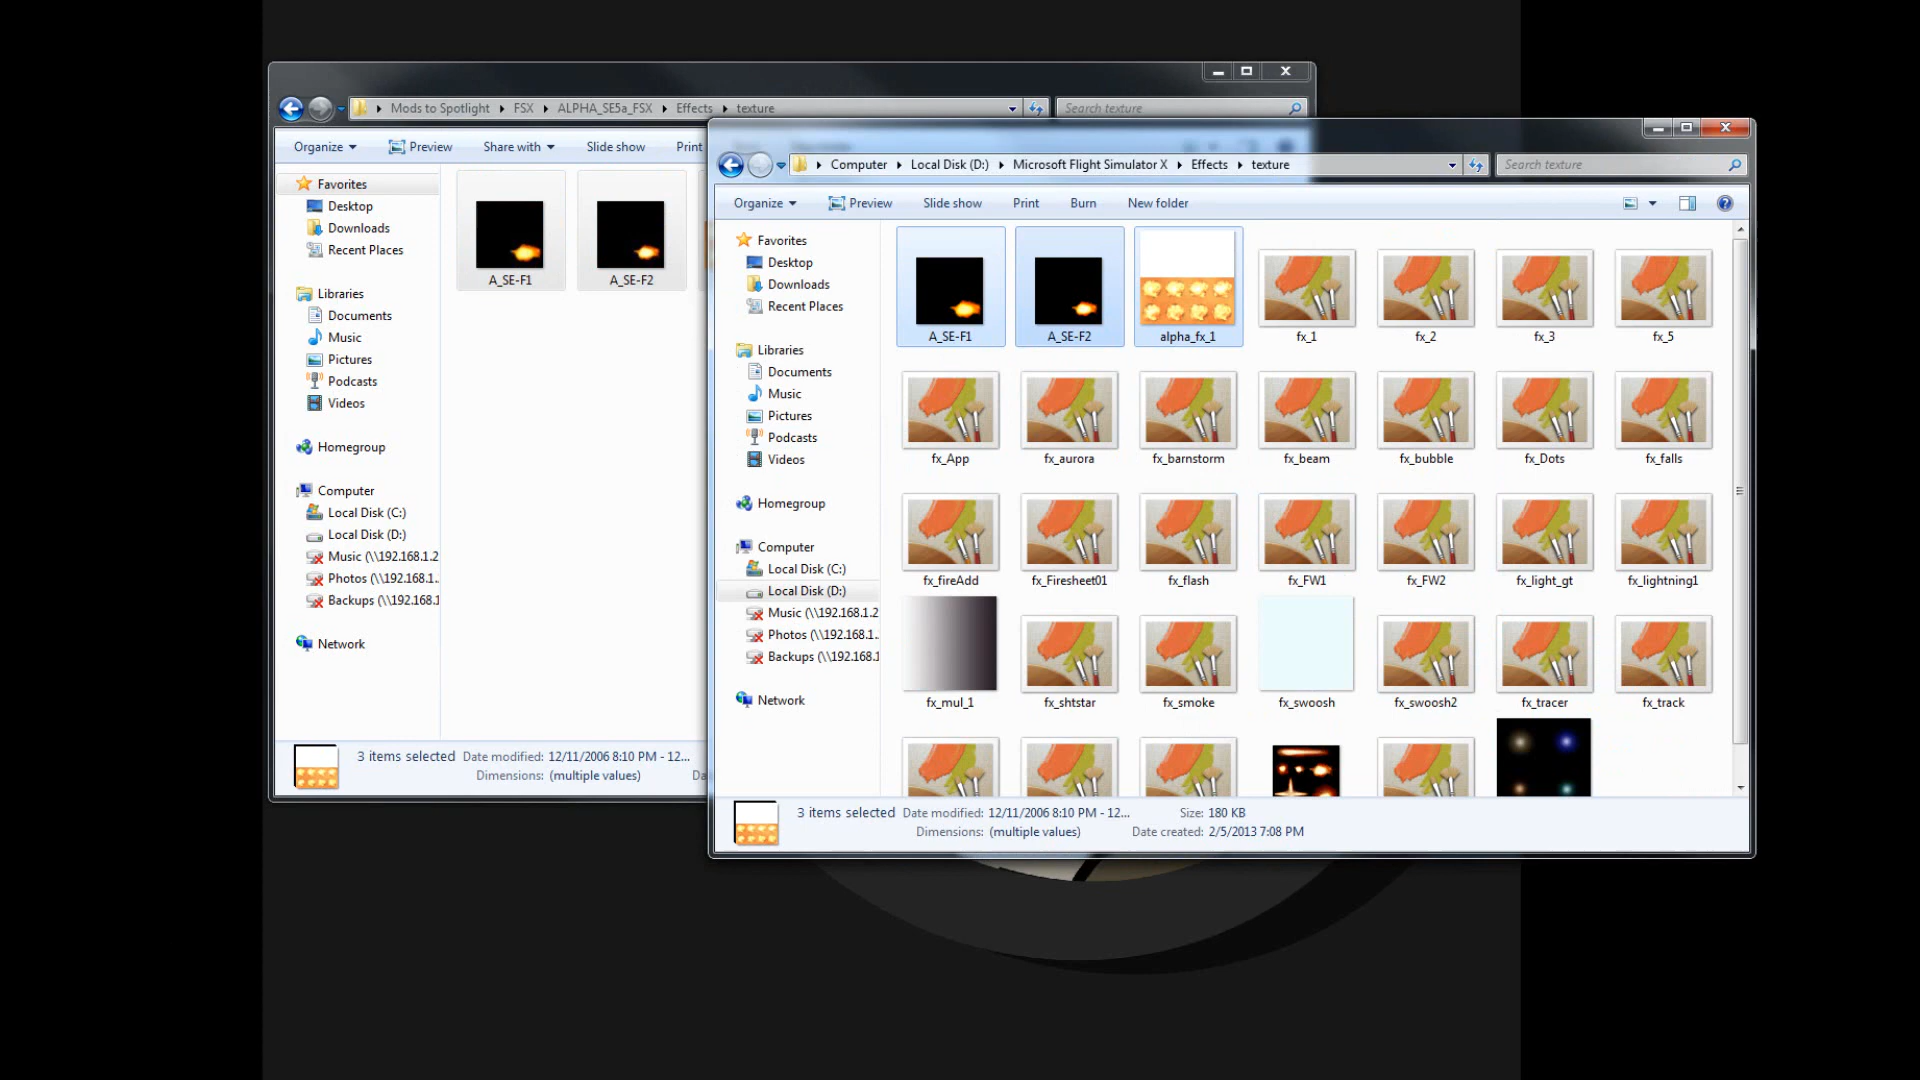 Mods to Spotlight FSX ALPHA_SE5a_FSX Effects texture
Search texture
Organize Preview Share with Slide show Print
Favorites
Desktop
Downloads
Recent Places
Libraries
Documents
Music
Pictures
Podcasts
Videos
Homegroup
Computer
Local Disk (C:)
Local Disk (D:)
Music (\\192.168.1.2
Photos (\\192.168.1.
Backups (\\192.168.1
Network
A_SE-F1 A_SE-F2
3 items selected Date modified: 12/11/2006 8:10 PM - 12...
Dimensions: (multiple values)
Computer Local Disk (D:) Microsoft Flight Simulator X Effects texture
Search texture
Organize Preview Slide show Print Burn New folder
Favorites
Desktop
Downloads
Recent Places
Libraries
Documents
Music
Pictures
Podcasts
Videos
Homegroup
Computer
Local Disk (C:)
Local Disk (D:)
Music (\\192.168.1.2
Photos (\\192.168.1.
Backups (\\192.168.1
Network
A_SE-F1 A_SE-F2 alpha_fx_1 fx_1 fx_2 fx_3 fx_5
fx_App fx_aurora fx_barnstorm fx_beam fx_bubble fx_Dots fx_falls
fx_fireAdd fx_Firesheet01 fx_flash fx_FW1 fx_FW2 fx_light_gt fx_lightning1
fx_mul_1 fx_shtstar fx_smoke fx_swoosh fx_swoosh2 fx_tracer fx_track
3 items selected Date modified: 12/11/2006 8:10 PM - 12... Size: 180 KB
Dimensions: (multiple values) Date created: 2/5/2013 7:08 PM